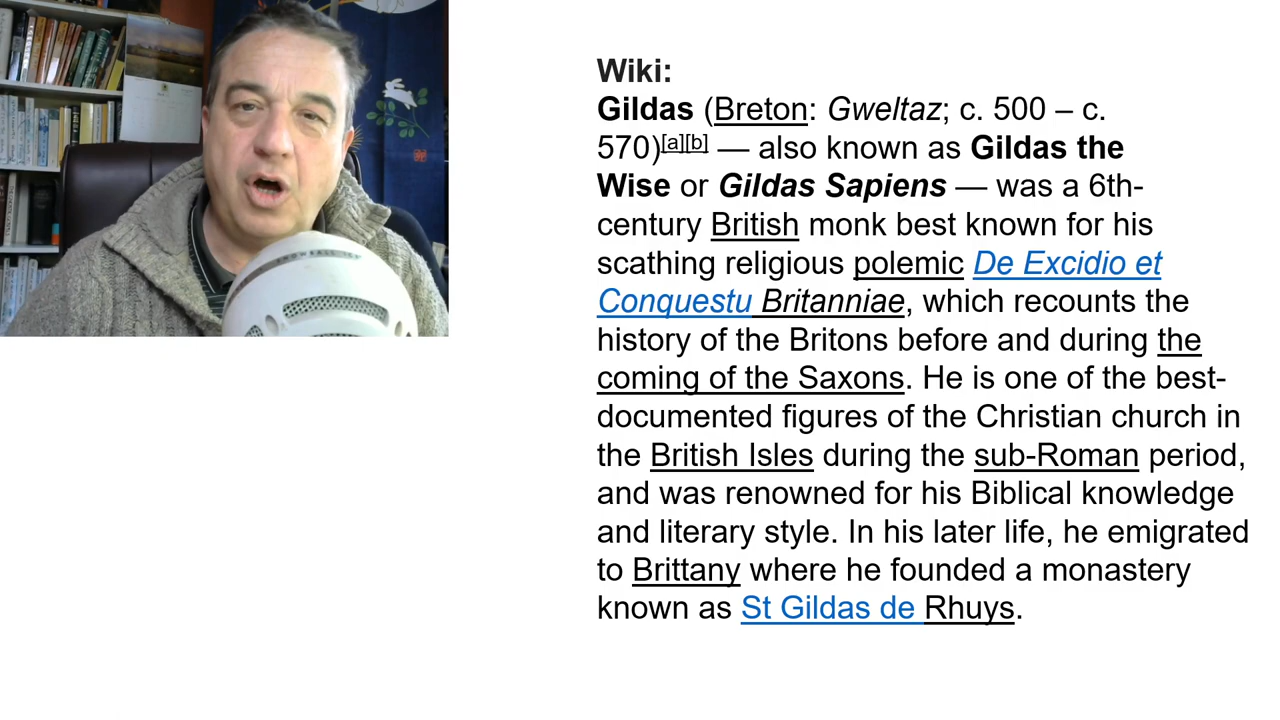 Wiki:
Gildas (Breton: Gweltaz; c. 500 – c.
570)[a][b] — also known as Gildas the
Wise or Gildas Sapiens — was a 6th-
century British monk best known for his
scathing religious polemic De Excidio et
Conquestu Britanniae, which recounts the
history of the Britons before and during the
coming of the Saxons. He is one of the best-
documented figures of the Christian church in
the British Isles during the sub-Roman period,
and was renowned for his Biblical knowledge
and literary style. In his later life, he emigrated
to Brittany where he founded a monastery
known as St Gildas de Rhuys.